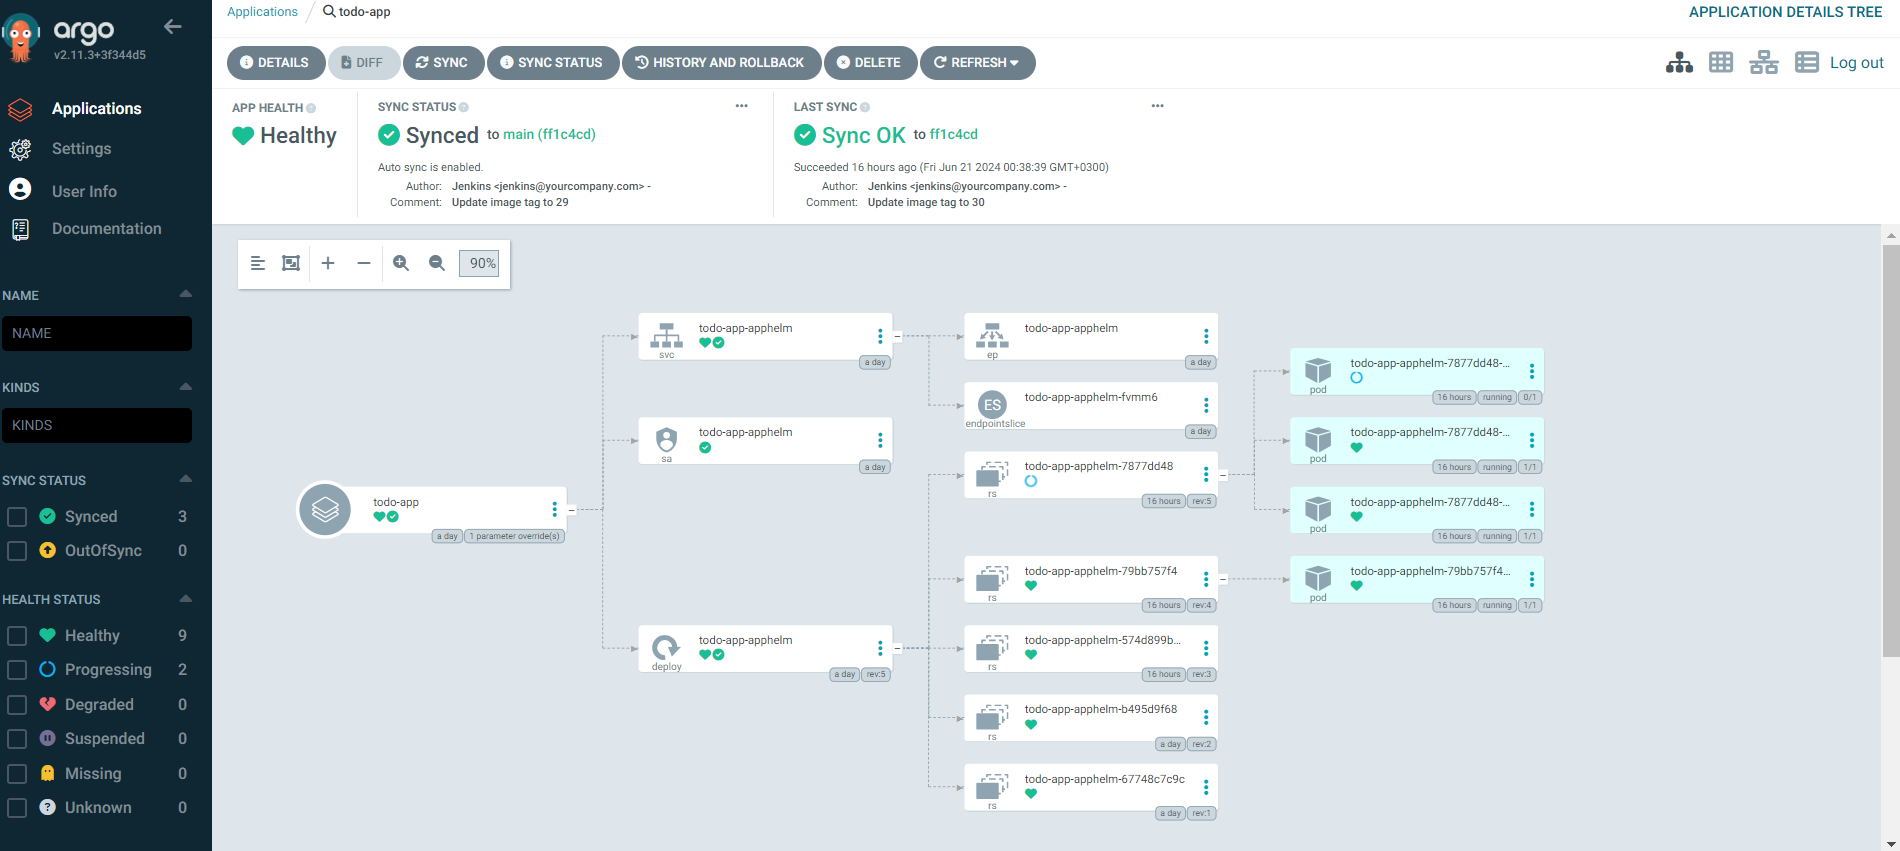 argo
v2.11.3+3f344d5
Applications
Settings
User Info
Documentation
NAME
NAME
KINDS
KINDS
SYNC STATUS
Synced 3
OutOfSync 0
HEALTH STATUS
Healthy 9
Progressing 2
Degraded 0
Suspended 0
Missing 0
Unknown 0
Applications / todo-app
APPLICATION DETAILS TREE
DETAILS DIFF SYNC SYNC STATUS HISTORY AND ROLLBACK DELETE REFRESH
Log out
APP HEALTH
Healthy
SYNC STATUS
Synced to main (ff1c4cd)
Auto sync is enabled.
Author: Jenkins <jenkins@yourcompany.com> -
Comment: Update image tag to 29
LAST SYNC
Sync OK to ff1c4cd
Succeeded 16 hours ago (Fri Jun 21 2024 00:38:39 GMT+0300)
Author: Jenkins <jenkins@yourcompany.com> -
Comment: Update image tag to 30
90%
todo-app
a day 1 parameter override(s)
todo-app-apphelm
svc
a day
todo-app-apphelm
sa
a day
todo-app-apphelm
deploy
a day rev:5
todo-app-apphelm
ep
a day
ES
todo-app-apphelm-fvmm6
endpointslice
a day
todo-app-apphelm-7877dd48
rs
16 hours rev:5
todo-app-apphelm-79bb757f4
rs
16 hours rev:4
todo-app-apphelm-574d899b...
rs
16 hours rev:3
todo-app-apphelm-b495d9f68
rs
a day rev:2
todo-app-apphelm-67748c7c9c
rs
a day rev:1
todo-app-apphelm-7877dd48-...
pod
16 hours running 0/1
todo-app-apphelm-7877dd48-...
pod
16 hours running 1/1
todo-app-apphelm-7877dd48-...
pod
16 hours running 1/1
todo-app-apphelm-79bb757f4...
pod
16 hours running 1/1